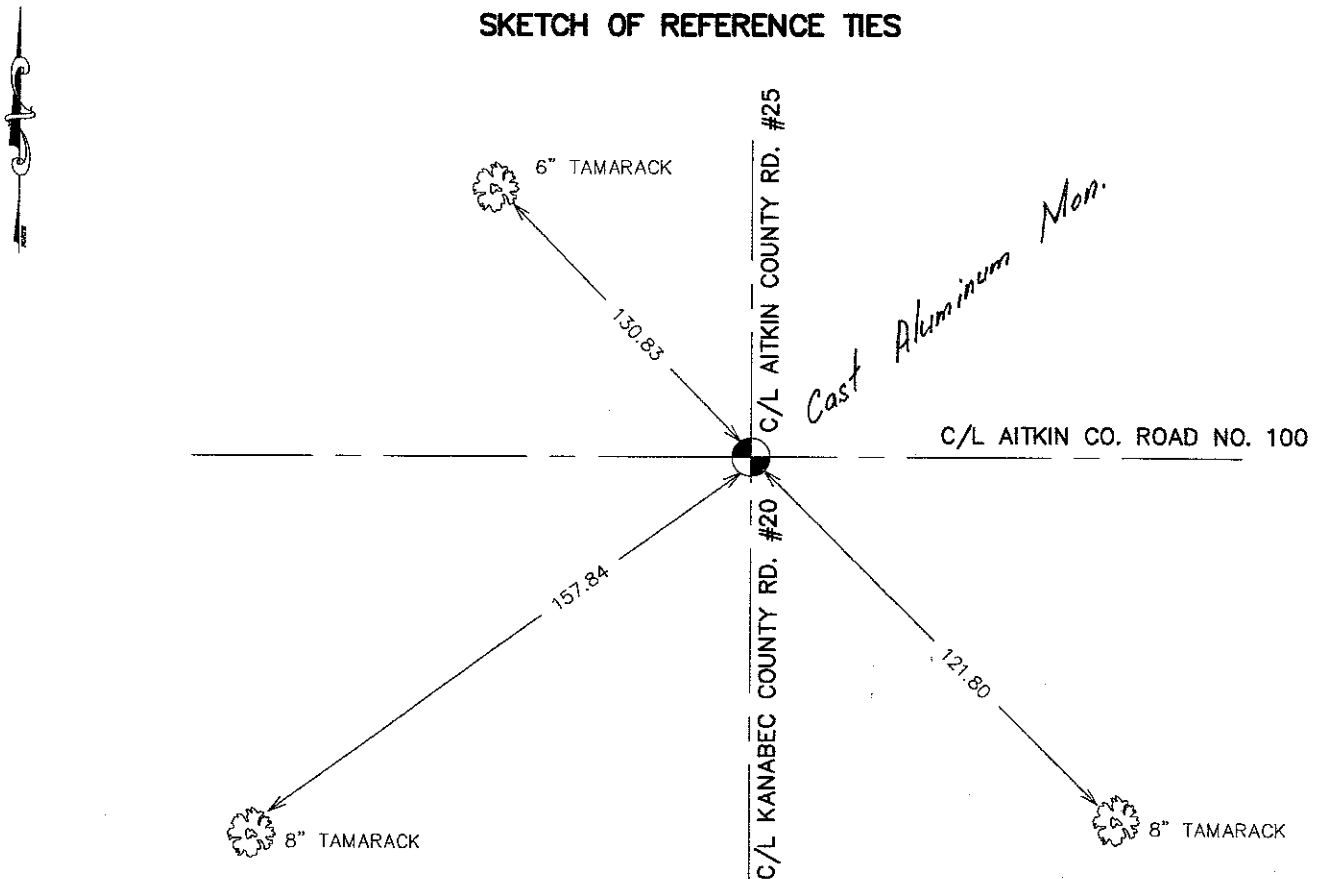 SKETCH OF REFERENCE TIES
6" TAMARACK
C/L AITKIN COUNTY RD. #25
130.83
Cast Aluminum Mon.
C/L AITKIN CO. ROAD NO. 100
157.84
C/L KANABEC COUNTY RD. #20
121.80
8" TAMARACK
8" TAMARACK